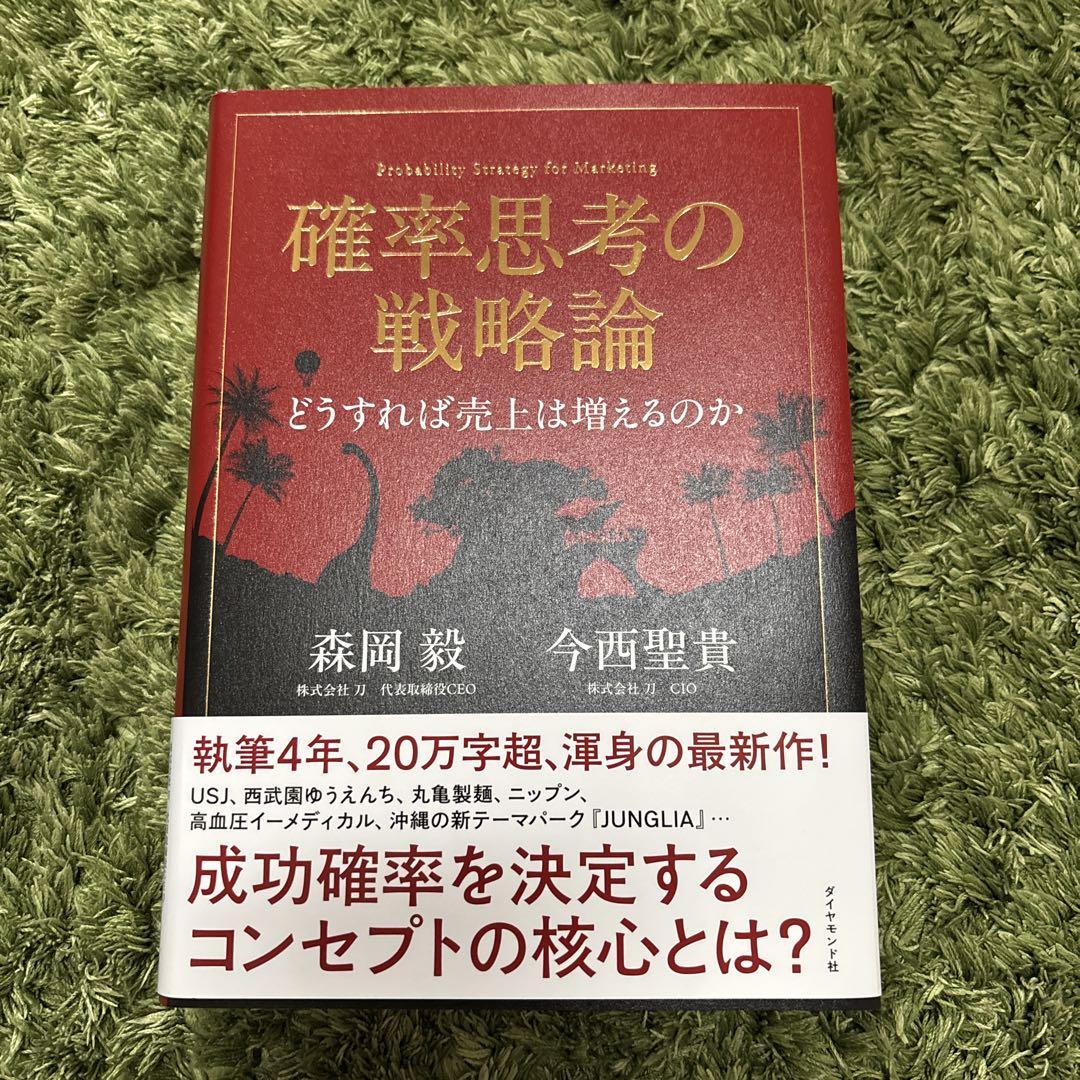 Probability Strategy for Marketing
確率思考の
戦略論
どうすれば売上は増えるのか
森岡 毅
株式会社 刀　代表取締役CEO
今西聖貴
株式会社 刀　CIO
執筆4年、20万字超、渾身の最新作!
USJ、西武園ゆうえんち、丸亀製麺、ニップン、
高血圧イーメディカル、沖縄の新テーマパーク『JUNGLIA』…
成功確率を決定する
コンセプトの核心とは?
ダイヤモンド社